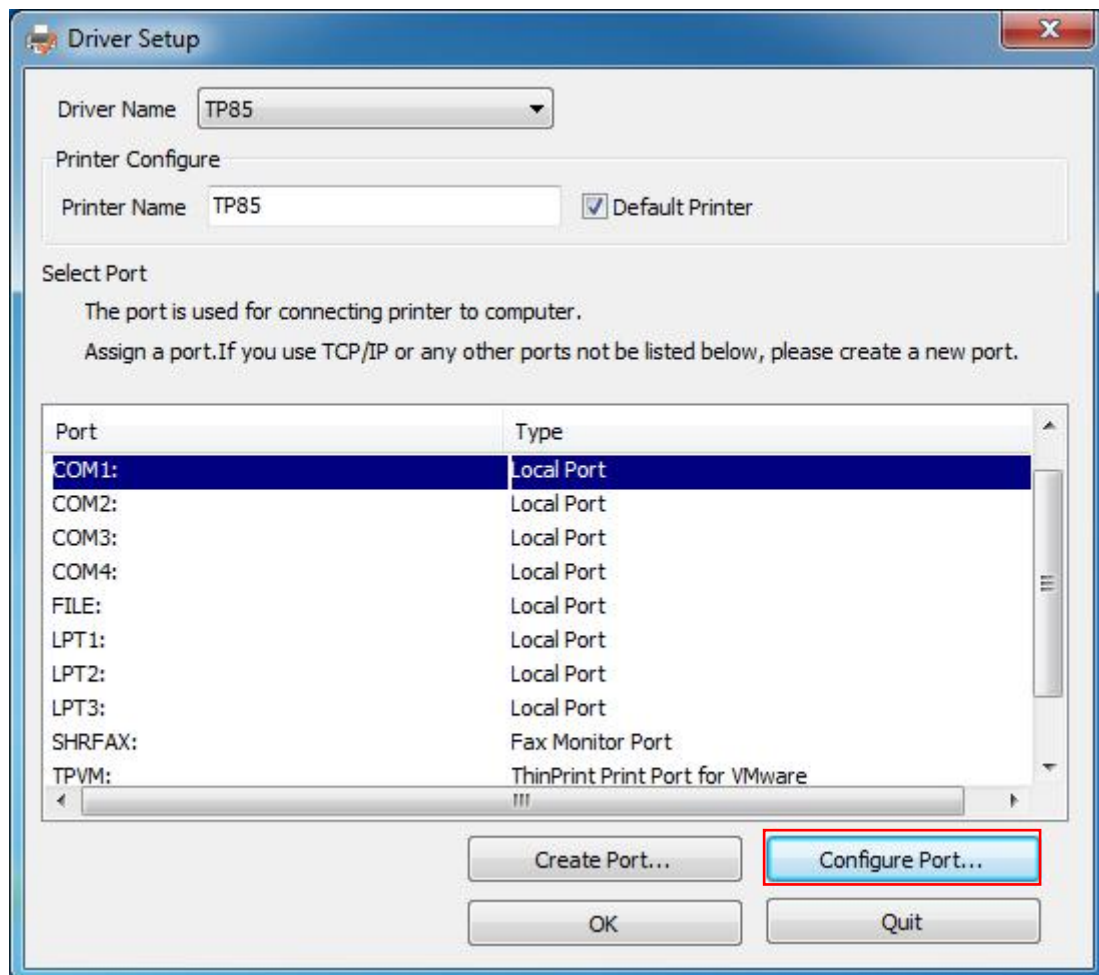 Driver Setup
Driver Name TP85
Printer Configure
Printer Name TP85 Default Printer
Select Port
The port is used for connecting printer to computer.
Assign a port.If you use TCP/IP or any other ports not be listed below, please create a new port.
Port Type
COM1: Local Port
COM2: Local Port
COM3: Local Port
COM4: Local Port
FILE: Local Port
LPT1: Local Port
LPT2: Local Port
LPT3: Local Port
SHRFAX: Fax Monitor Port
TPVM: ThinPrint Print Port for VMware
Create Port... Configure Port...
OK Quit